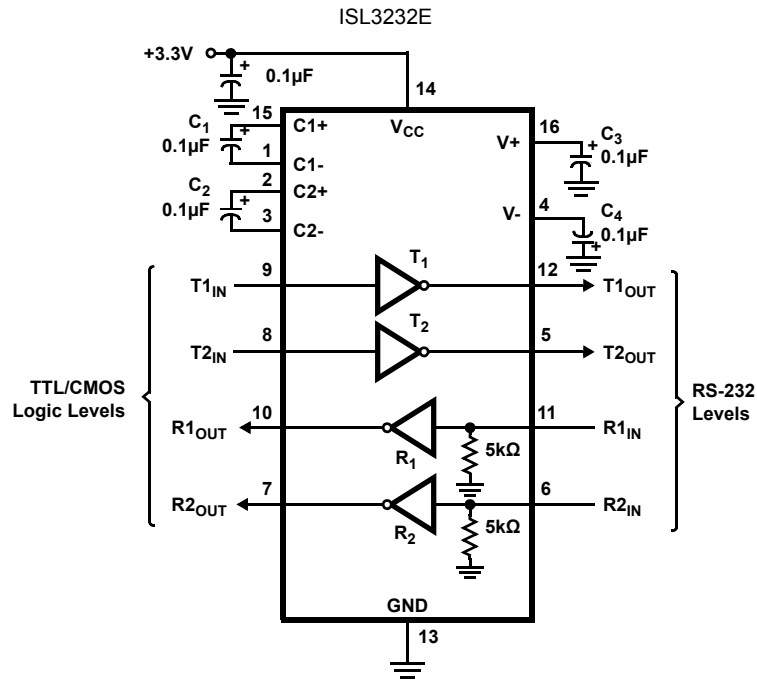 ISL3232E
+3.3V
+
0.1µF
14
15
C1+
VCC
16
V+
C1
0.1µF
+
1
C1-
+
C3
0.1µF
2
C2+
C2
0.1µF
+
3
C2-
4
V-
C4
0.1µF
+
T1IN
9
T1
12
T1OUT
T2IN
8
T2
5
T2OUT
TTL/CMOS
Logic Levels
RS-232
Levels
R1OUT
10
R1
11
R1IN
5kΩ
R2OUT
7
R2
6
R2IN
5kΩ
GND
13